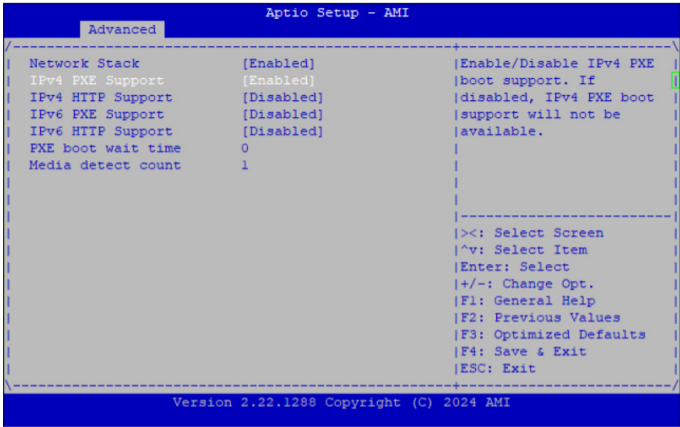 Aptio Setup - AMI
Advanced
Network Stack [Enabled]
IPv4 PXE Support [Enabled]
IPv4 HTTP Support [Disabled]
IPv6 PXE Support [Disabled]
IPv6 HTTP Support [Disabled]
PXE boot wait time 0
Media detect count 1
Enable/Disable IPv4 PXE
boot support. If
disabled, IPv4 PXE boot
support will not be
available.
><: Select Screen
^v: Select Item
Enter: Select
+/-: Change Opt.
F1: General Help
F2: Previous Values
F3: Optimized Defaults
F4: Save & Exit
ESC: Exit
Version 2.22.1288 Copyright (C) 2024 AMI